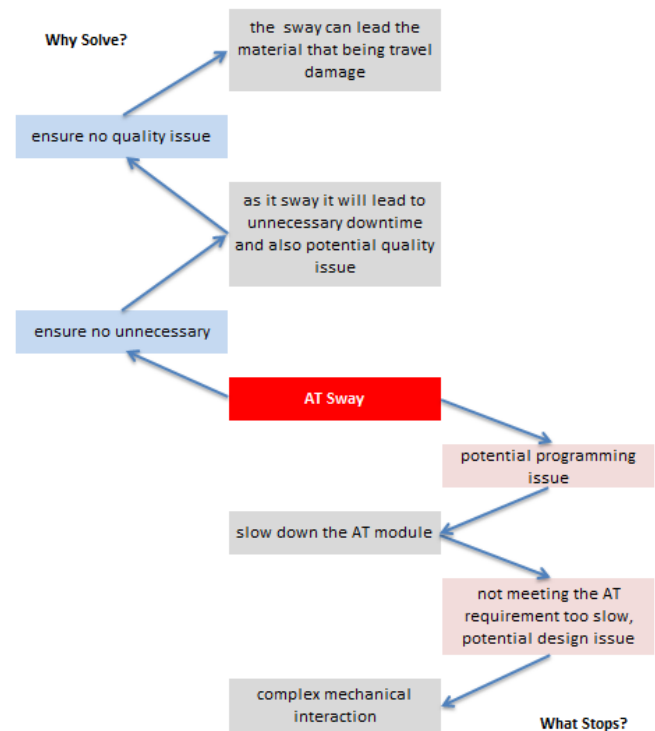 Why Solve?
the sway can lead the
material that being travel
damage
ensure no quality issue
as it sway it will lead to
unnecessary downtime
and also potential quality
issue
ensure no unnecessary
AT Sway
potential programming
issue
slow down the AT module
not meeting the AT
requirement too slow,
potential design issue
complex mechanical
interaction
What Stops?